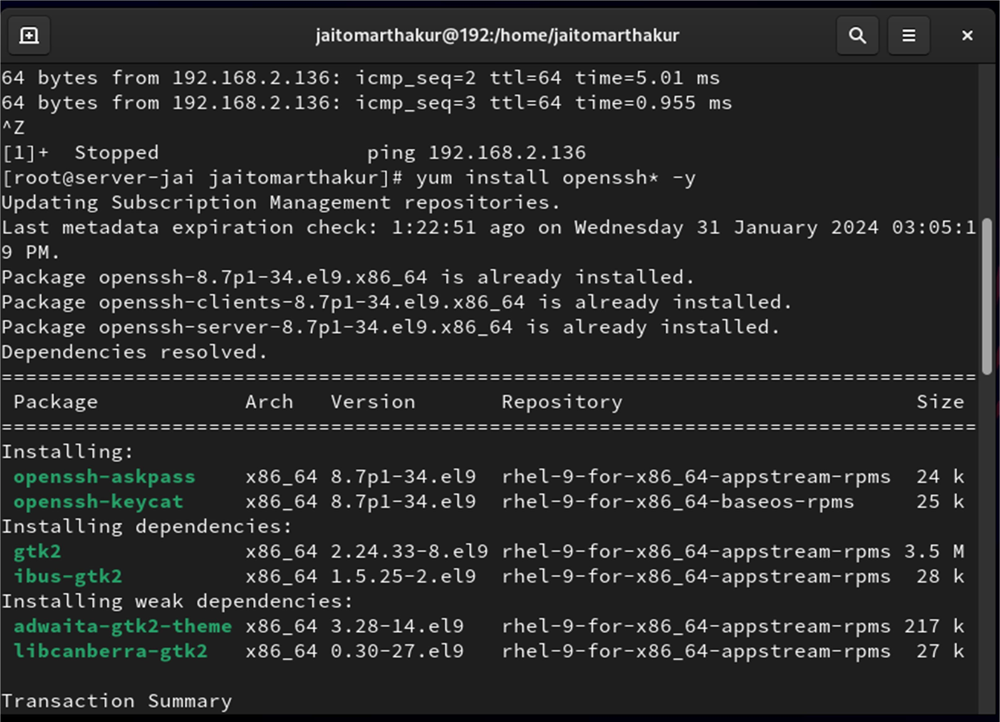 jaitomarthakur@192:/home/jaitomarthakur
64 bytes from 192.168.2.136: icmp_seq=2 ttl=64 time=5.01 ms
64 bytes from 192.168.2.136: icmp_seq=3 ttl=64 time=0.955 ms
^Z
[1]+  Stopped                 ping 192.168.2.136
[root@server-jai jaitomarthakur]# yum install openssh* -y
Updating Subscription Management repositories.
Last metadata expiration check: 1:22:51 ago on Wednesday 31 January 2024 03:05:1
9 PM.
Package openssh-8.7p1-34.el9.x86_64 is already installed.
Package openssh-clients-8.7p1-34.el9.x86_64 is already installed.
Package openssh-server-8.7p1-34.el9.x86_64 is already installed.
Dependencies resolved.
================================================================================
 Package            Arch   Version       Repository                        Size
================================================================================
Installing:
 openssh-askpass    x86_64 8.7p1-34.el9  rhel-9-for-x86_64-appstream-rpms  24 k
 openssh-keycat     x86_64 8.7p1-34.el9  rhel-9-for-x86_64-baseos-rpms     25 k
Installing dependencies:
 gtk2               x86_64 2.24.33-8.el9 rhel-9-for-x86_64-appstream-rpms 3.5 M
 ibus-gtk2          x86_64 1.5.25-2.el9  rhel-9-for-x86_64-appstream-rpms  28 k
Installing weak dependencies:
 adwaita-gtk2-theme x86_64 3.28-14.el9   rhel-9-for-x86_64-appstream-rpms 217 k
 libcanberra-gtk2   x86_64 0.30-27.el9   rhel-9-for-x86_64-appstream-rpms  27 k
Transaction Summary